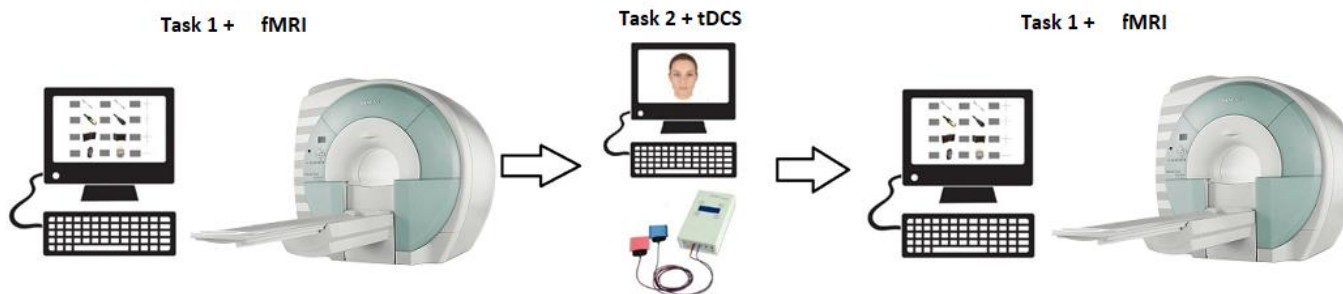 Task 1 + fMRI
Task 2 + tDCS
Task 1 + fMRI